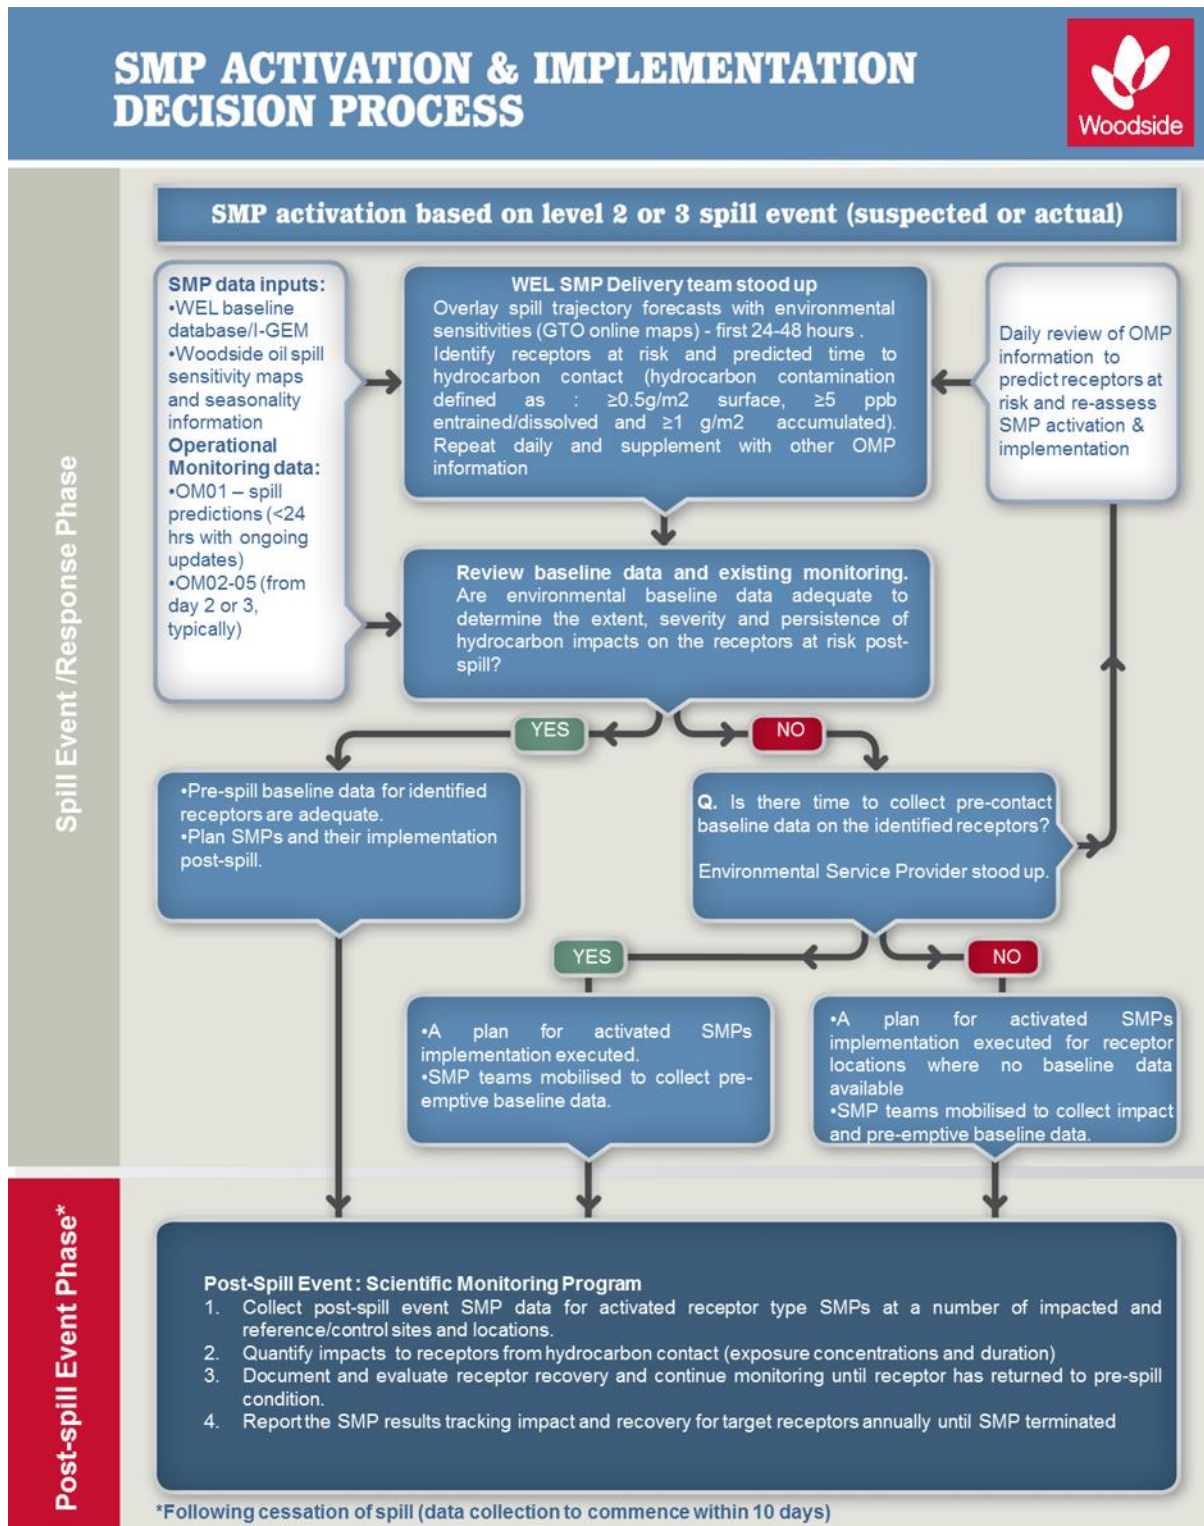 SMP ACTIVATION & IMPLEMENTATION
DECISION PROCESS
Woodside
Spill Event /Response Phase
SMP activation based on level 2 or 3 spill event (suspected or actual)
SMP data inputs:
•WEL baseline
database/I-GEM
•Woodside oil spill
sensitivity maps
and seasonality
information
Operational
Monitoring data:
•OM01 – spill
predictions (<24
hrs with ongoing
updates)
•OM02-05 (from
day 2 or 3,
typically)
WEL SMP Delivery team stood up
Overlay spill trajectory forecasts with environmental
sensitivities (GTO online maps) - first 24-48 hours .
Identify receptors at risk and predicted time to
hydrocarbon contact (hydrocarbon contamination
defined as : ≥0.5g/m2 surface, ≥5 ppb
entrained/dissolved and ≥1 g/m2 accumulated).
Repeat daily and supplement with other OMP
information
Daily review of OMP
information to
predict receptors at
risk and re-assess
SMP activation &
implementation
Review baseline data and existing monitoring.
Are environmental baseline data adequate to
determine the extent, severity and persistence of
hydrocarbon impacts on the receptors at risk post-
spill?
YES
NO
•Pre-spill baseline data for identified
receptors are adequate.
•Plan SMPs and their implementation
post-spill.
Q. Is there time to collect pre-contact
baseline data on the identified receptors?
Environmental Service Provider stood up.
YES
NO
•A plan for activated SMPs
implementation executed.
•SMP teams mobilised to collect pre-
emptive baseline data.
•A plan for activated SMPs
implementation executed for receptor
locations where no baseline data
available
•SMP teams mobilised to collect impact
and pre-emptive baseline data.
Post-spill Event Phase*
Post-Spill Event : Scientific Monitoring Program
1. Collect post-spill event SMP data for activated receptor type SMPs at a number of impacted and
reference/control sites and locations.
2. Quantify impacts to receptors from hydrocarbon contact (exposure concentrations and duration)
3. Document and evaluate receptor recovery and continue monitoring until receptor has returned to pre-spill
condition.
4. Report the SMP results tracking impact and recovery for target receptors annually until SMP terminated
*Following cessation of spill (data collection to commence within 10 days)